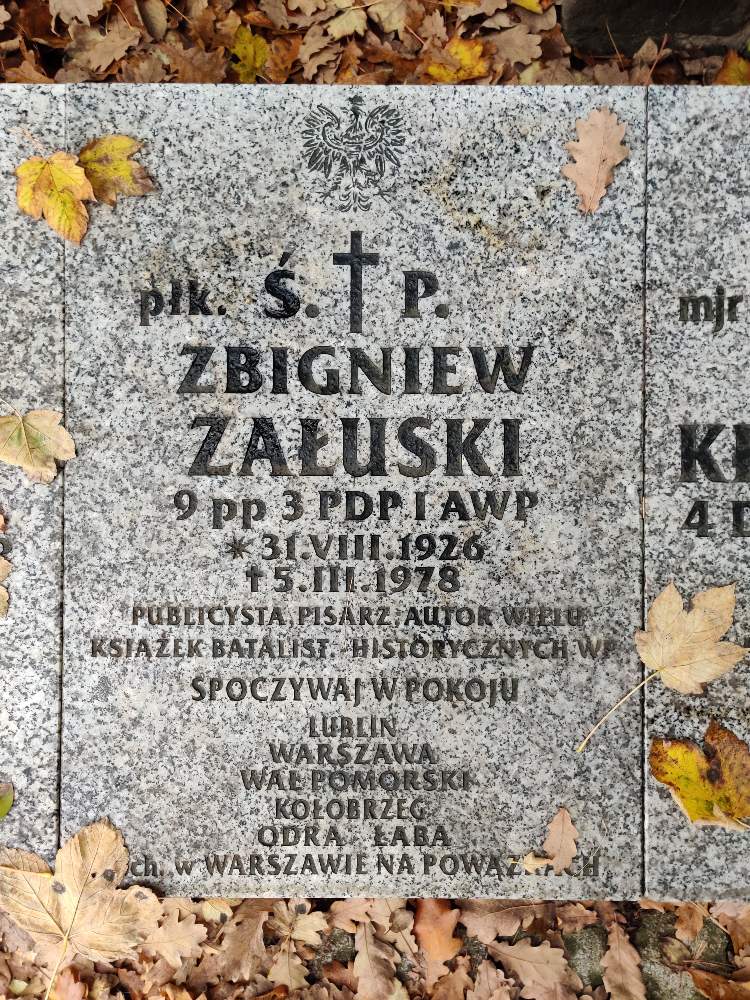 płk. Ś. P.
ZBIGNIEW
ZAŁUSKI
9 pp 3 PDP I AWP
* 31.VIII.1926
† 5.III.1978
PUBLICYSTA, PISARZ, AUTOR WIELU
KSIĄŻEK BATALIST. HISTORYCZNYCH WP
SPOCZYWAJ W POKOJU
LUBLIN
WARSZAWA
WAŁ POMORSKI
KOŁOBRZEG
ODRA ŁABA
ch. w WARSZAWIE NA POWĄZKACH
mjr
4